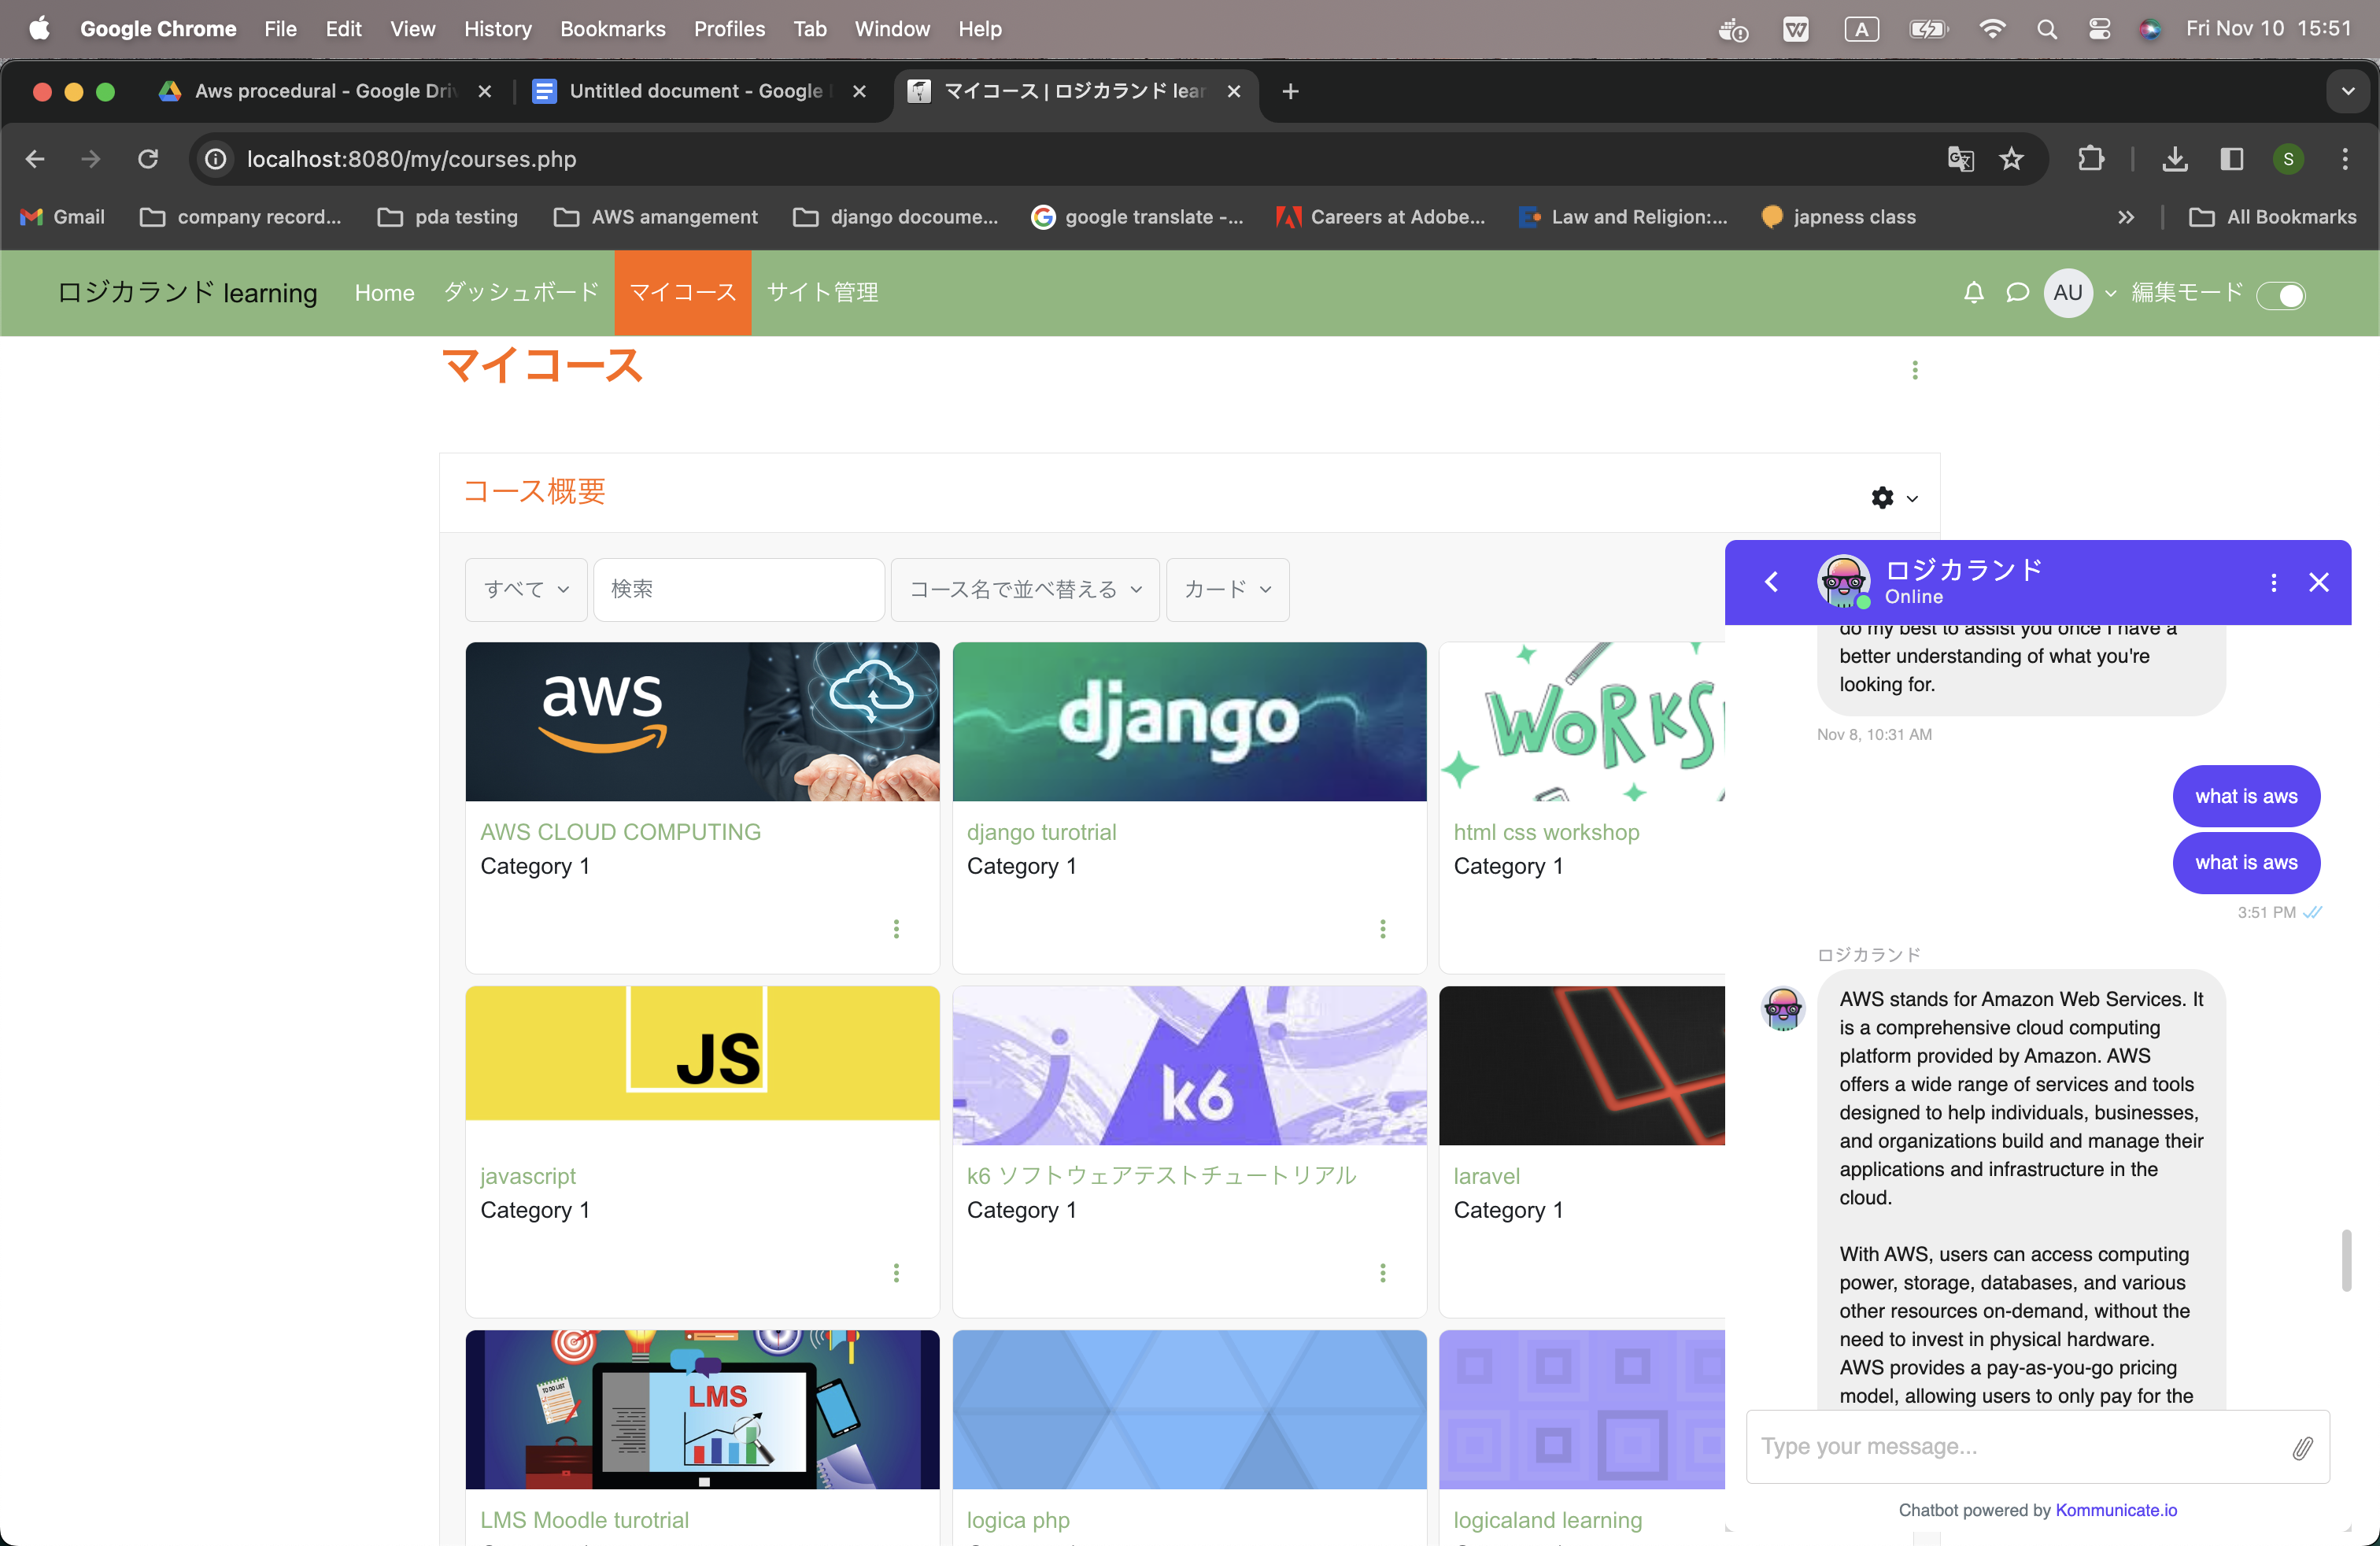 Google Chrome File Edit View History Bookmarks Profiles Tab Window Help A Fri Nov 10 15:51
Aws procedural - Google Driv
Untitled document - Google
マイコース | ロジカランド lear
localhost:8080/my/courses.php
S
Gmail company record... pda testing AWS amangement django docoume... google translate -... Careers at Adobe... Law and Religion:... japness class » All Bookmarks
ロジカランド learning Home ダッシュボード マイコース サイト管理 AU 編集モード
マイコース
コース概要
すべて 検索 コース名で並べ替える カード
aws
AWS CLOUD COMPUTING
Category 1
django
django turotrial
Category 1
WORKS
html css workshop
Category 1
JS
javascript
Category 1
k6
k6 ソフトウェアテストチュートリアル
Category 1
laravel
Category 1
TO DO LIST
LMS
LMS Moodle turotrial
logica php
logicaland learning
ロジカランド
Online
do my best to assist you once I have a
better understanding of what you're
looking for.
Nov 8, 10:31 AM
what is aws
what is aws
3:51 PM
ロジカランド
AWS stands for Amazon Web Services. It
is a comprehensive cloud computing
platform provided by Amazon. AWS
offers a wide range of services and tools
designed to help individuals, businesses,
and organizations build and manage their
applications and infrastructure in the
cloud.
With AWS, users can access computing
power, storage, databases, and various
other resources on-demand, without the
need to invest in physical hardware.
AWS provides a pay-as-you-go pricing
model, allowing users to only pay for the
Type your message...
Chatbot powered by Kommunicate.io